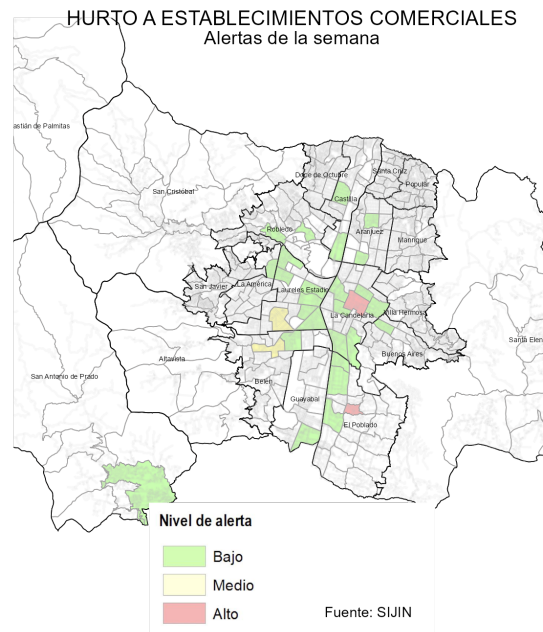 HURTO A ESTABLECIMIENTOS COMERCIALES
Alertas de la semana
astián de Palmitas
Doce de Octubre
Santa Cruz
Popular
San Cristóbal
Castilla
Robledo
Aranjuez
Manrique
San Javier
La América
Laureles Estadio
La Candelaria
Villa Hermosa
Santa Elen
Buenos Aires
Altavista
San Antonio de Prado
Belén
Guayabal
El Poblado
Nivel de alerta
Bajo
Medio
Alto
Fuente: SIJIN